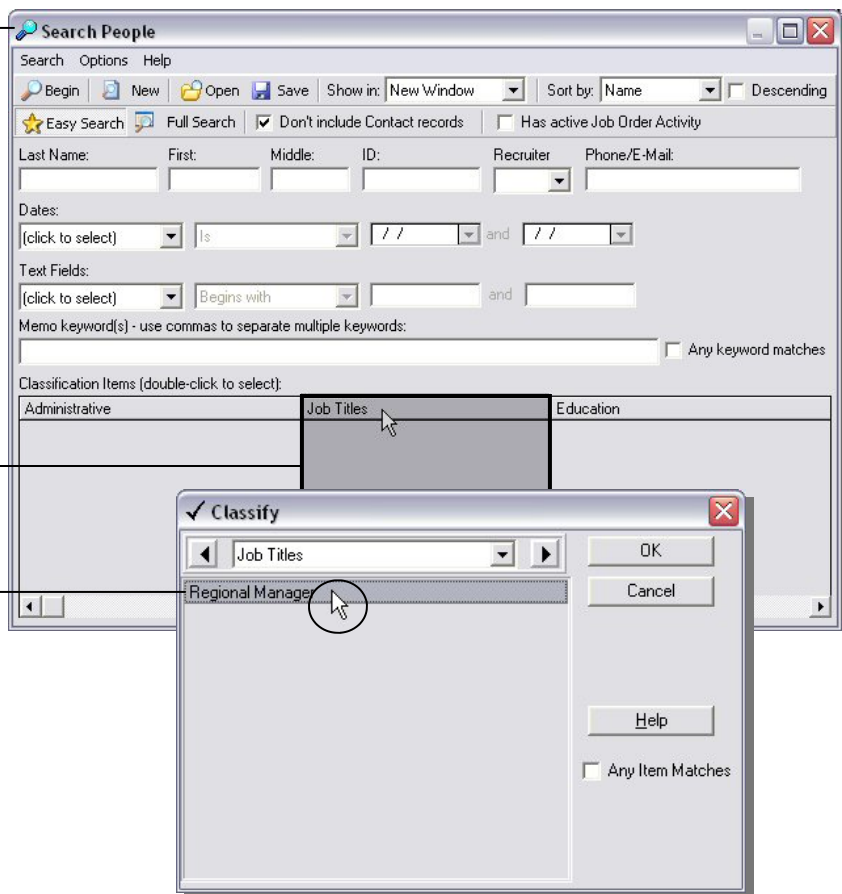 Search People
Search Options Help
Begin New Open Save Show in: New Window Sort by: Name Descending
Easy Search Full Search Don't include Contact records Has active Job Order Activity
Last Name: First: Middle: ID: Recruiter Phone/E-Mail:
Dates:
(click to select) Is / / and / /
Text Fields:
(click to select) Begins with and
Memo keyword(s) - use commas to separate multiple keywords:
Any keyword matches
Classification Items (double-click to select):
Administrative Job Titles Education
Classify
Job Titles OK
Regional Manager Cancel
Help
Any Item Matches